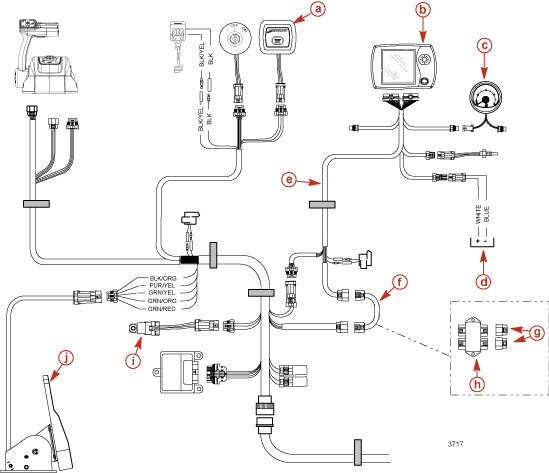 a
b
c
BLK/YEL
BLK
BLK/YEL
BLK
e
WHITE
BLUE
+ -
d
BLK/ORG
PUR/YEL
GRN/YEL
GRN/ORG
GRN/RED
f
g
h
i
j
3717